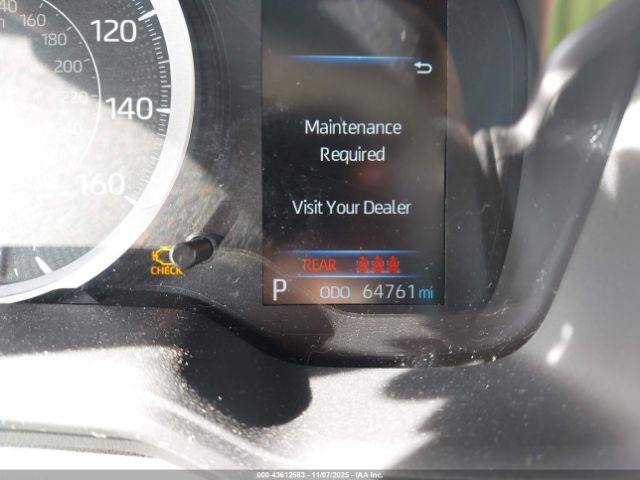 40
160
180
200
220
120
140
160
Maintenance
Required
Visit Your Dealer
CHECK
REAR
P ODO 64761 mi
000-43612683 - 11/07/2025 - IAA Inc.